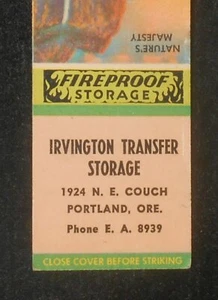 NATURE'S
MAJESTY
FIREPROOF
STORAGE
IRVINGTON TRANSFER
STORAGE
1924 N. E. COUCH
PORTLAND, ORE.
Phone E. A. 8939
CLOSE COVER BEFORE STRIKING